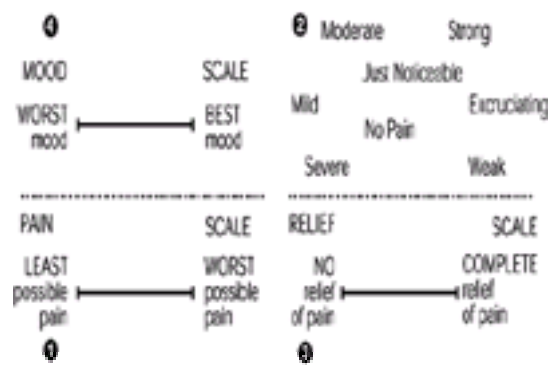 4
MOOD SCALE
WORST mood BEST mood
2
Moderate Strong
Just Noticeable
Mild Excruciating
No Pain
Severe Weak
PAIN SCALE
LEAST possible pain WORST possible pain
1
RELIEF SCALE
NO relief of pain COMPLETE relief of pain
3